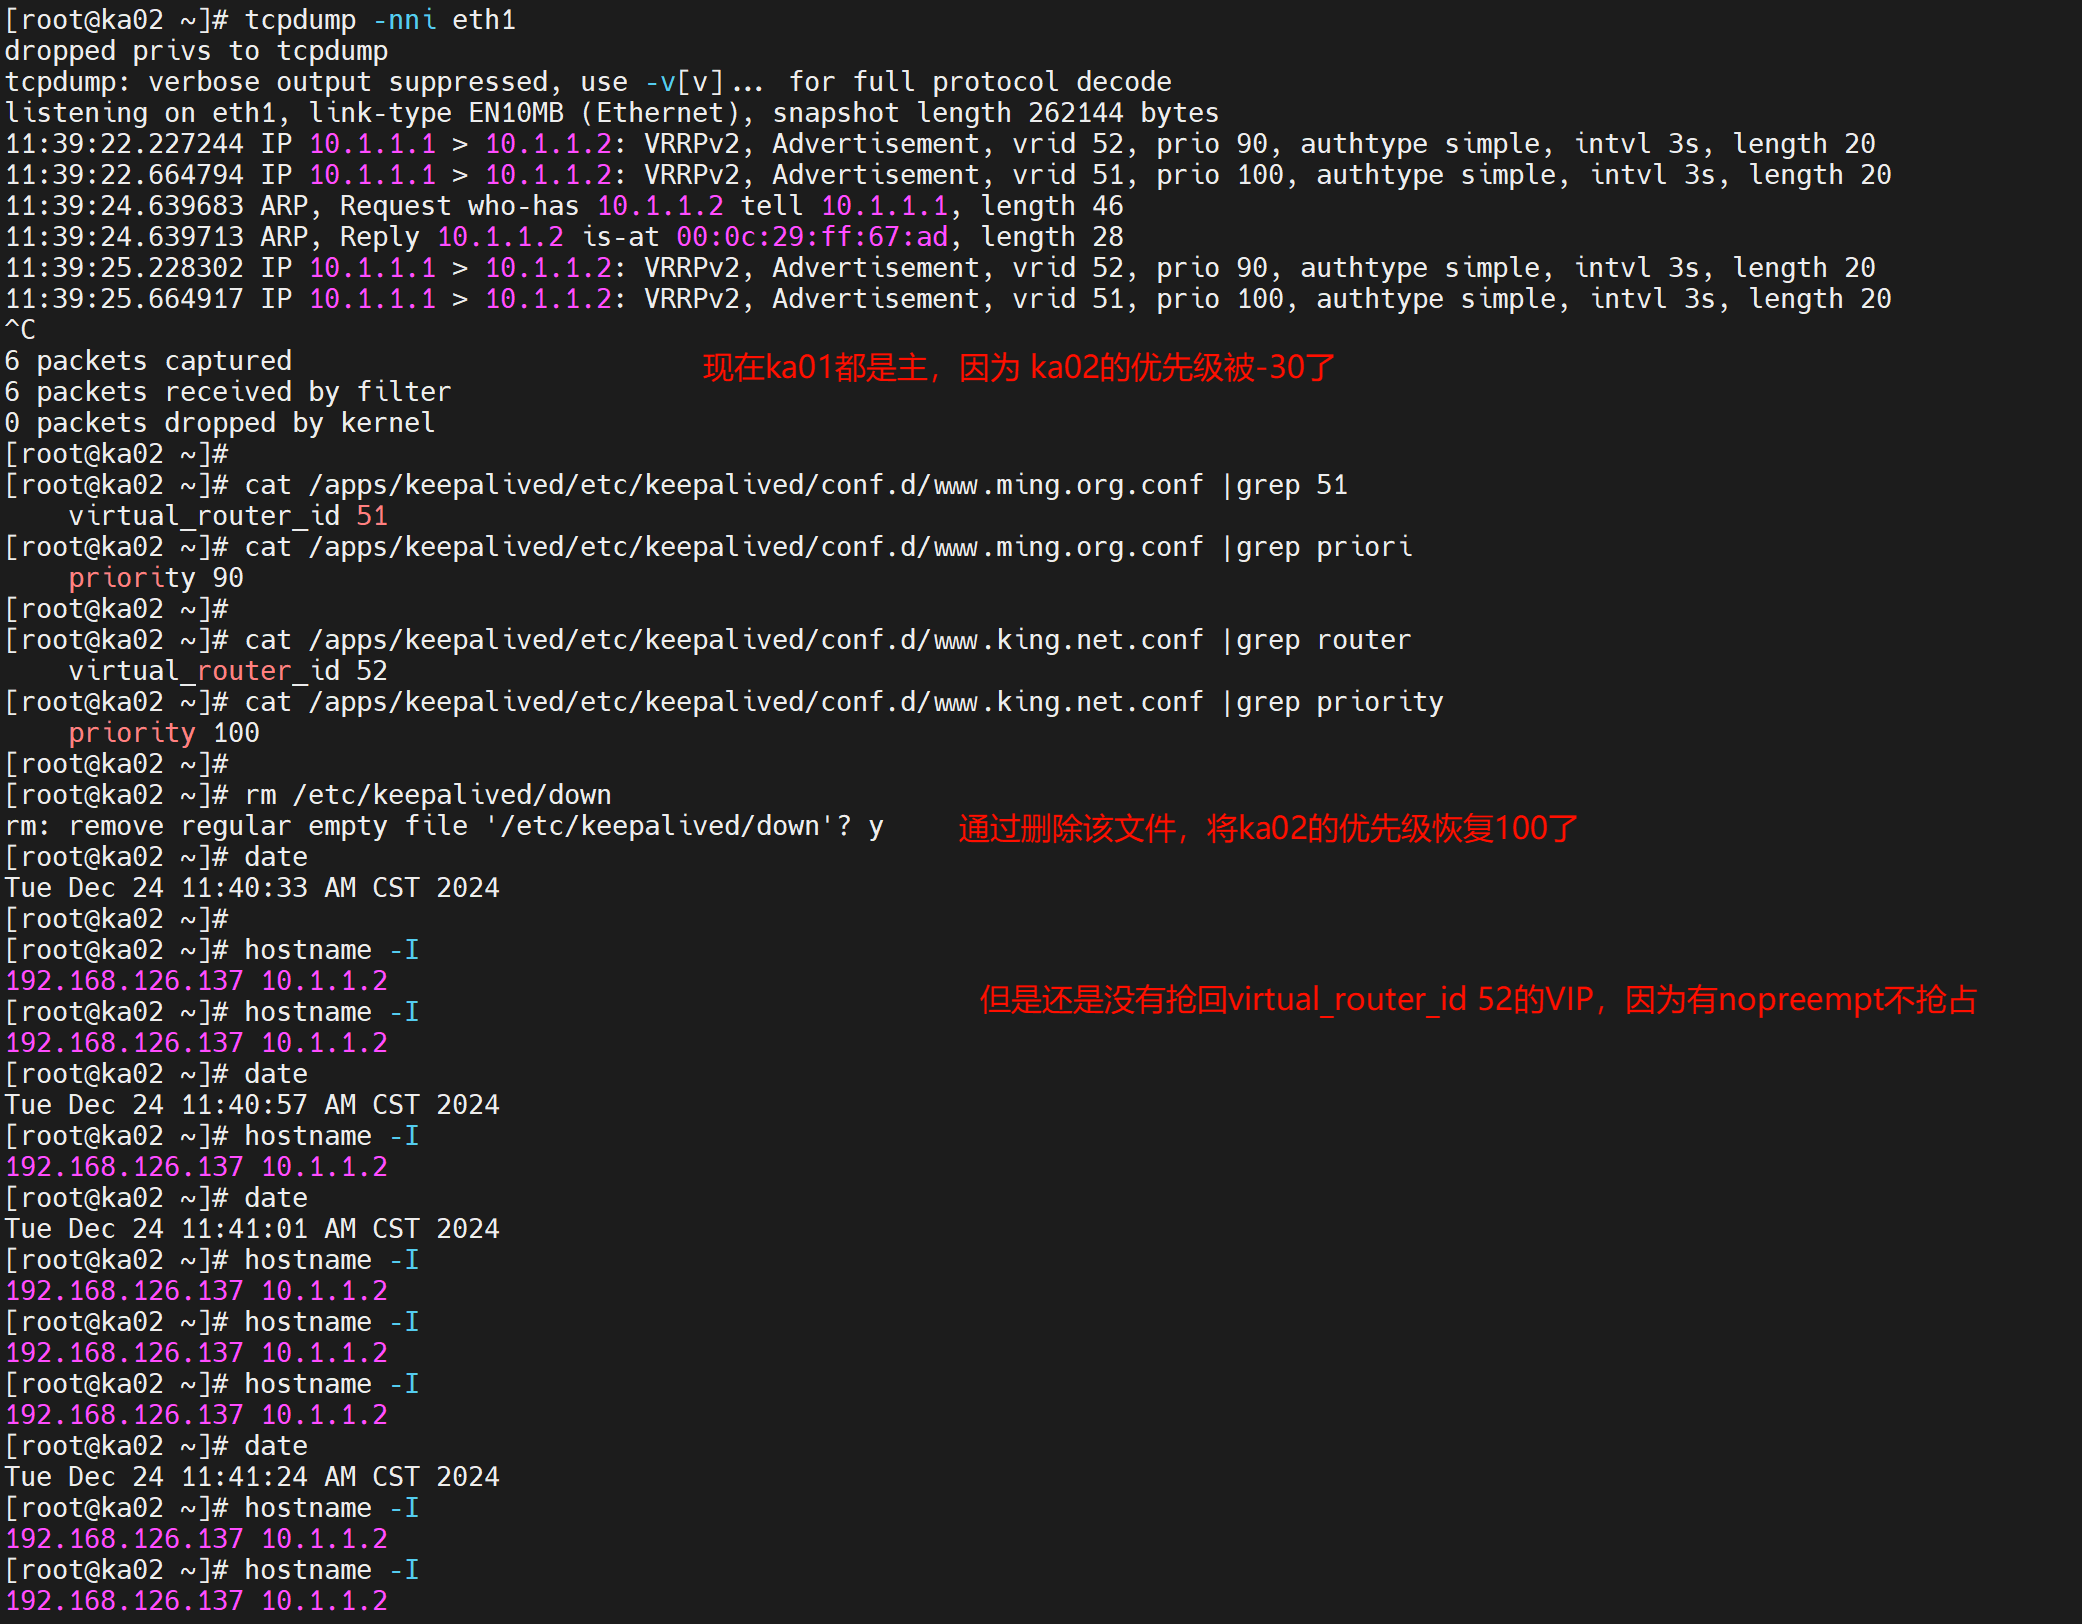 [root@ka02 ~]# tcpdump -nni eth1
dropped privs to tcpdump
tcpdump: verbose output suppressed, use -v[v]... for full protocol decode
listening on eth1, link-type EN10MB (Ethernet), snapshot length 262144 bytes
11:39:22.227244 IP 10.1.1.1 > 10.1.1.2: VRRPv2, Advertisement, vrid 52, prio 90, authtype simple, intvl 3s, length 20
11:39:22.664794 IP 10.1.1.1 > 10.1.1.2: VRRPv2, Advertisement, vrid 51, prio 100, authtype simple, intvl 3s, length 20
11:39:24.639683 ARP, Request who-has 10.1.1.2 tell 10.1.1.1, length 46
11:39:24.639713 ARP, Reply 10.1.1.2 is-at 00:0c:29:ff:67:ad, length 28
11:39:25.228302 IP 10.1.1.1 > 10.1.1.2: VRRPv2, Advertisement, vrid 52, prio 90, authtype simple, intvl 3s, length 20
11:39:25.664917 IP 10.1.1.1 > 10.1.1.2: VRRPv2, Advertisement, vrid 51, prio 100, authtype simple, intvl 3s, length 20
^C
6 packets captured
现在ka01都是主，因为 ka02的优先级被-30了
6 packets received by filter
0 packets dropped by kernel
[root@ka02 ~]#
[root@ka02 ~]# cat /apps/keepalived/etc/keepalived/conf.d/www.ming.org.conf |grep 51
    virtual_router_id 51
[root@ka02 ~]# cat /apps/keepalived/etc/keepalived/conf.d/www.ming.org.conf |grep priori
    priority 90
[root@ka02 ~]#
[root@ka02 ~]# cat /apps/keepalived/etc/keepalived/conf.d/www.king.net.conf |grep router
    virtual_router_id 52
[root@ka02 ~]# cat /apps/keepalived/etc/keepalived/conf.d/www.king.net.conf |grep priority
    priority 100
[root@ka02 ~]#
[root@ka02 ~]# rm /etc/keepalived/down
rm: remove regular empty file '/etc/keepalived/down'? y
通过删除该文件，将ka02的优先级恢复100了
[root@ka02 ~]# date
Tue Dec 24 11:40:33 AM CST 2024
[root@ka02 ~]#
[root@ka02 ~]# hostname -I
192.168.126.137 10.1.1.2
但是还是没有抢回virtual_router_id 52的VIP，因为有nopreempt不抢占
[root@ka02 ~]# hostname -I
192.168.126.137 10.1.1.2
[root@ka02 ~]# date
Tue Dec 24 11:40:57 AM CST 2024
[root@ka02 ~]# hostname -I
192.168.126.137 10.1.1.2
[root@ka02 ~]# date
Tue Dec 24 11:41:01 AM CST 2024
[root@ka02 ~]# hostname -I
192.168.126.137 10.1.1.2
[root@ka02 ~]# hostname -I
192.168.126.137 10.1.1.2
[root@ka02 ~]# hostname -I
192.168.126.137 10.1.1.2
[root@ka02 ~]# date
Tue Dec 24 11:41:24 AM CST 2024
[root@ka02 ~]# hostname -I
192.168.126.137 10.1.1.2
[root@ka02 ~]# hostname -I
192.168.126.137 10.1.1.2